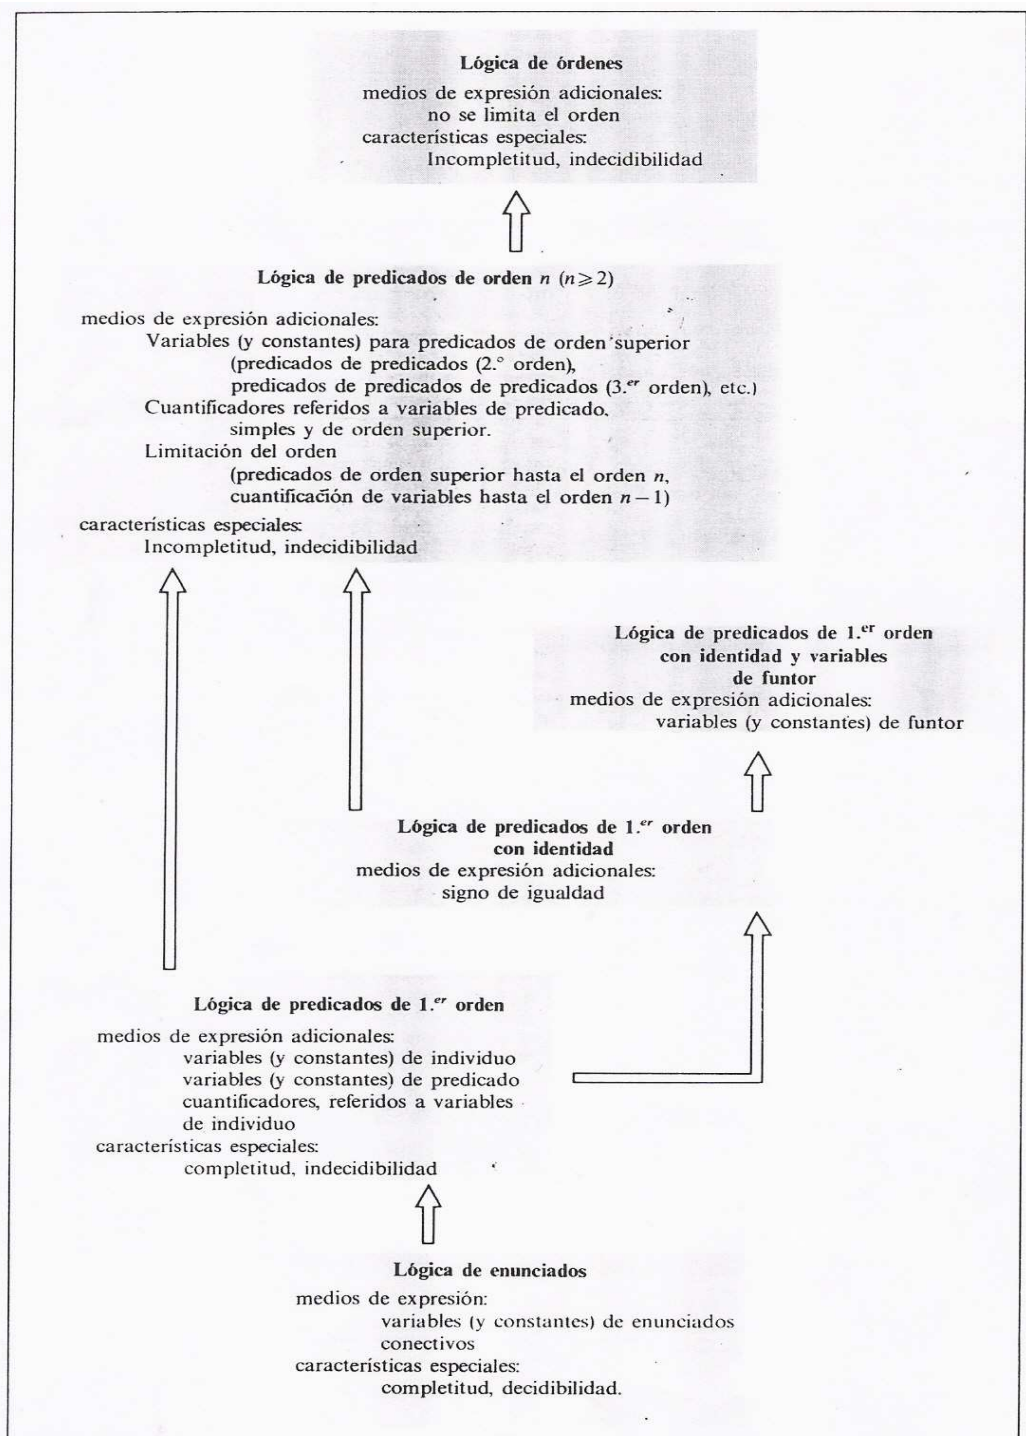 Lógica de órdenes
medios de expresión adicionales:
no se limita el orden
características especiales:
Incompletitud, indecidibilidad
Lógica de predicados de orden n (n⩾2)
medios de expresión adicionales:
Variables (y constantes) para predicados de orden superior
(predicados de predicados (2.° orden),
predicados de predicados de predicados (3.er orden), etc.)
Cuantificadores referidos a variables de predicado,
simples y de orden superior.
Limitación del orden
(predicados de orden superior hasta el orden n,
cuantificación de variables hasta el orden n−1)
características especiales:
Incompletitud, indecidibilidad
Lógica de predicados de 1.er orden
con identidad y variables
de funtor
medios de expresión adicionales:
variables (y constantes) de funtor
Lógica de predicados de 1.er orden
con identidad
medios de expresión adicionales:
signo de igualdad
Lógica de predicados de 1.er orden
medios de expresión adicionales:
variables (y constantes) de individuo
variables (y constantes) de predicado
cuantificadores, referidos a variables
de individuo
características especiales:
completitud, indecidibilidad
Lógica de enunciados
medios de expresión:
variables (y constantes) de enunciados
conectivos
características especiales:
completitud, decidibilidad.